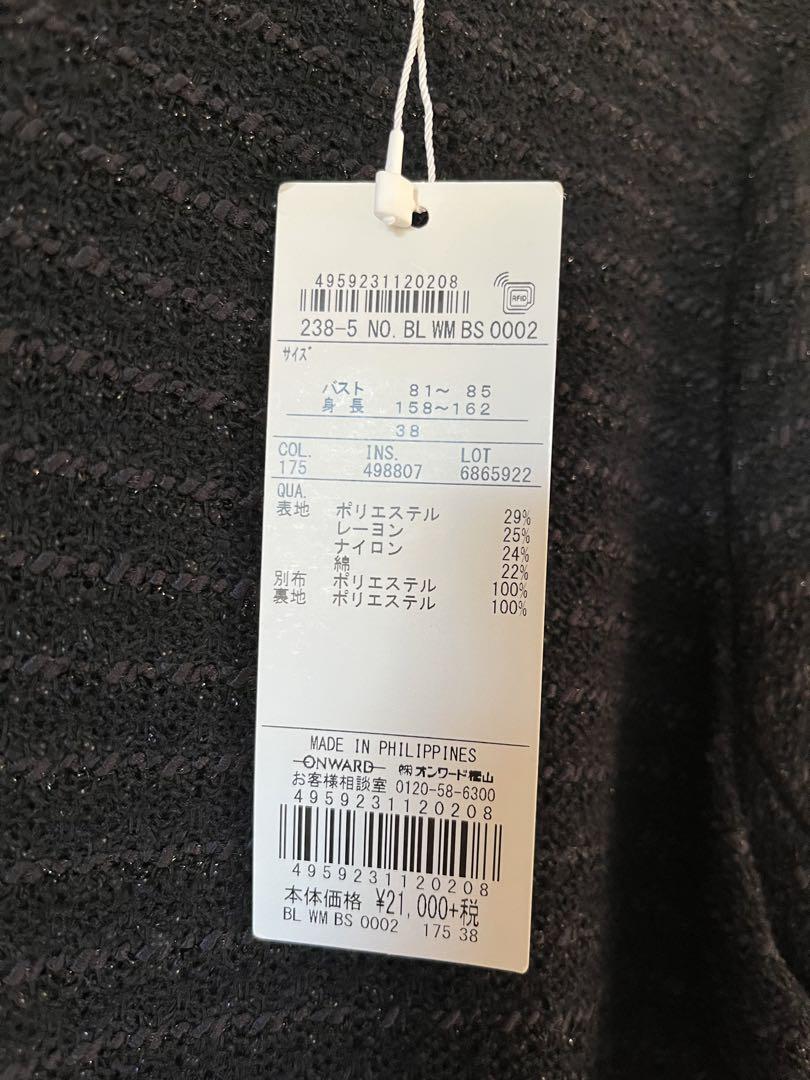 4959231120208
RFID
238-5 NO. BL WM BS 0002
サイズ
バスト 81～ 85
身 長 158～162
38
COL. INS. LOT
175 498807 6865922
QUA.
表地 ポリエステル 29%
レーヨン 25%
ナイロン 24%
綿 22%
別布 ポリエステル 100%
裏地 ポリエステル 100%
MADE IN PHILIPPINES
ONWARD ㈱オンワード樫山
お客様相談室 0120-58-6300
4959231120208
4959231120208
本体価格 ¥21,000+税
BL WM BS 0002 175 38